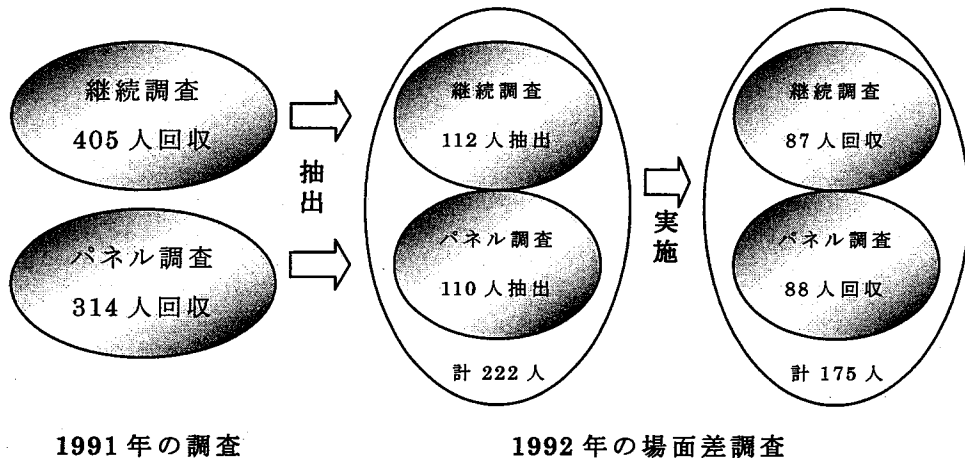 継続調査
405人回収
パネル調査
314人回収
抽出
継続調査
112人抽出
パネル調査
110人抽出
計222人
実施
継続調査
87人回収
パネル調査
88人回収
計175人
1991年の調査
1992年の場面差調査